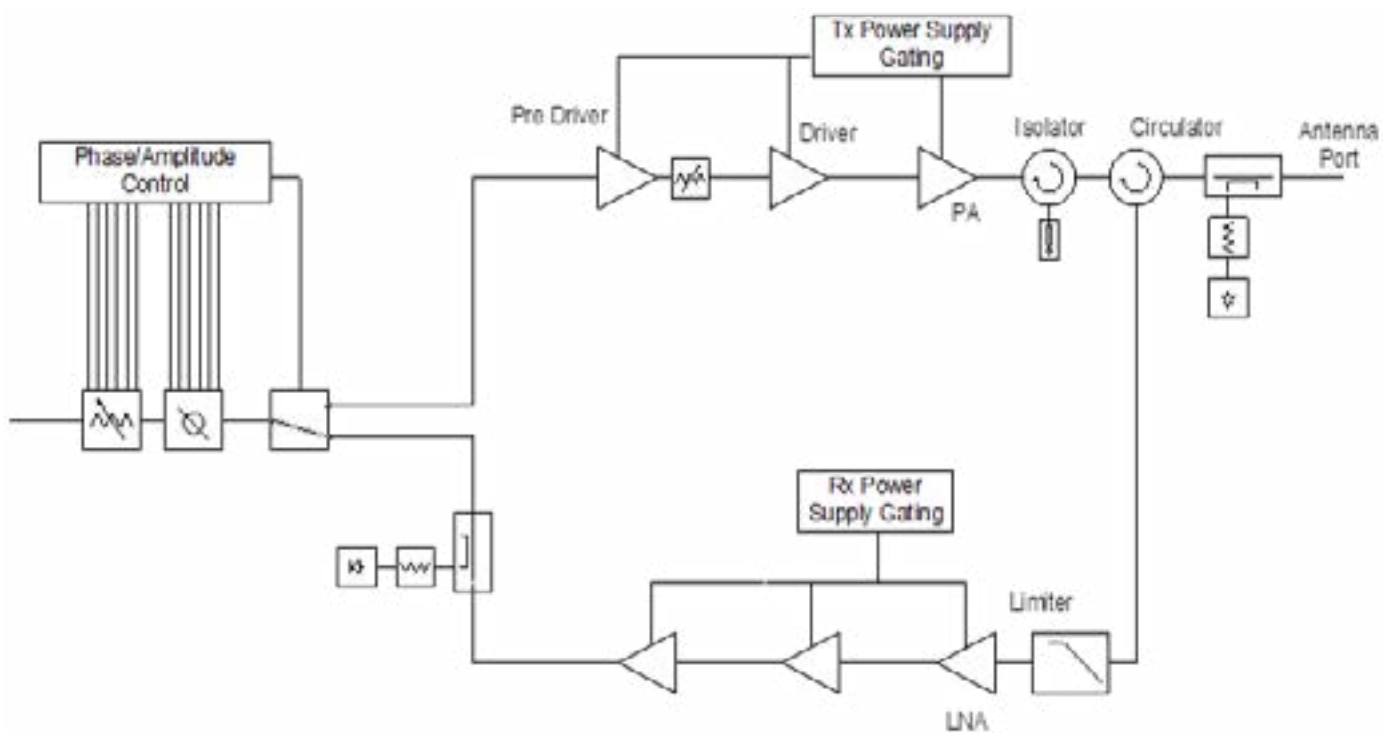 Tx Power Supply
Gating
Pre Driver
Driver
Isolator
Circulator
Antenna
Port
Phase/Amplitude
Control
PA
Rx Power
Supply Gating
Limiter
LNA